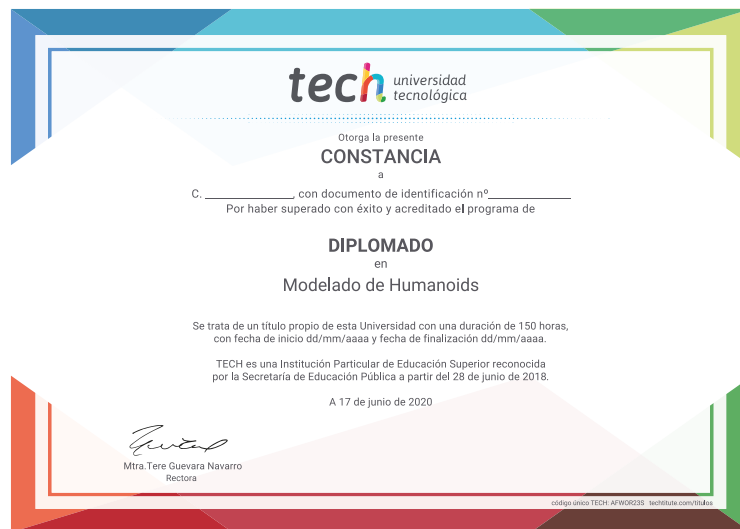 tech universidad
tecnológica
Otorga la presente
CONSTANCIA
a
C. ______________, con documento de identificación nº______________
Por haber superado con éxito y acreditado el programa de
DIPLOMADO
en
Modelado de Humanoids
Se trata de un título propio de esta Universidad con una duración de 150 horas,
con fecha de inicio dd/mm/aaaa y fecha de finalización dd/mm/aaaa.
TECH es una Institución Particular de Educación Superior reconocida
por la Secretaría de Educación Pública a partir del 28 de junio de 2018.
A 17 de junio de 2020
Mtra.Tere Guevara Navarro
Rectora
código único TECH: AFWOR23S techtitute.com/títulos